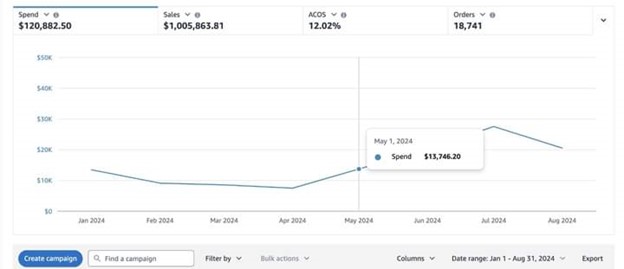 Spend Sales ACOS Orders
$120,882.50 $1,005,863.81 12.02% 18,741
$50K
$40K
$30K
$20K
$10K
$0
May 1, 2024
Spend $13,746.20
Jan 2024 Feb 2024 Mar 2024 Apr 2024 May 2024 Jun 2024 Jul 2024 Aug 2024
Create campaign Find a campaign Filter by Bulk actions Columns Date range: Jan 1 - Aug 31, 2024 Export